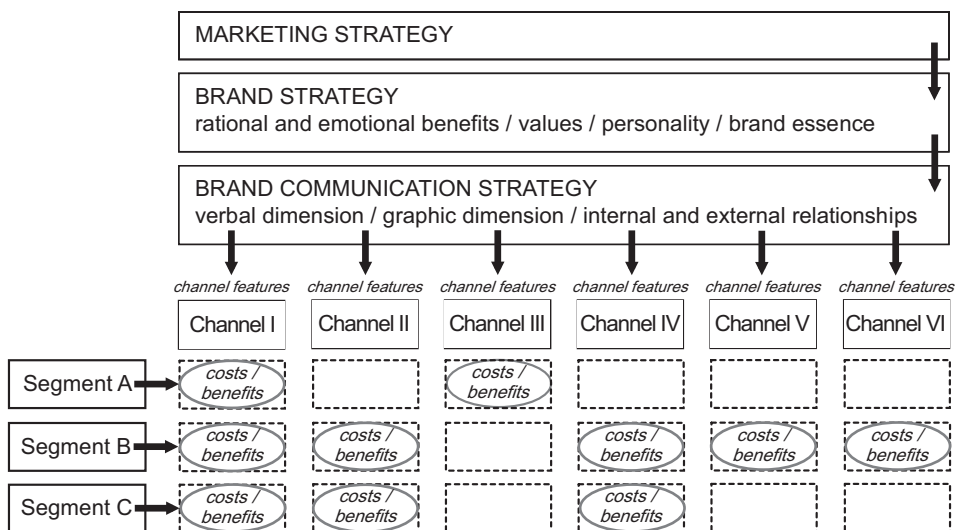 MARKETING STRATEGY
BRAND STRATEGY
rational and emotional benefits / values / personality / brand essence
BRAND COMMUNICATION STRATEGY
verbal dimension / graphic dimension / internal and external relationships
channel features channel features channel features channel features channel features channel features
Channel I Channel II Channel III Channel IV Channel V Channel VI
Segment A costs / benefits costs / benefits
Segment B costs / benefits costs / benefits costs / benefits costs / benefits costs / benefits
Segment C costs / benefits costs / benefits costs / benefits